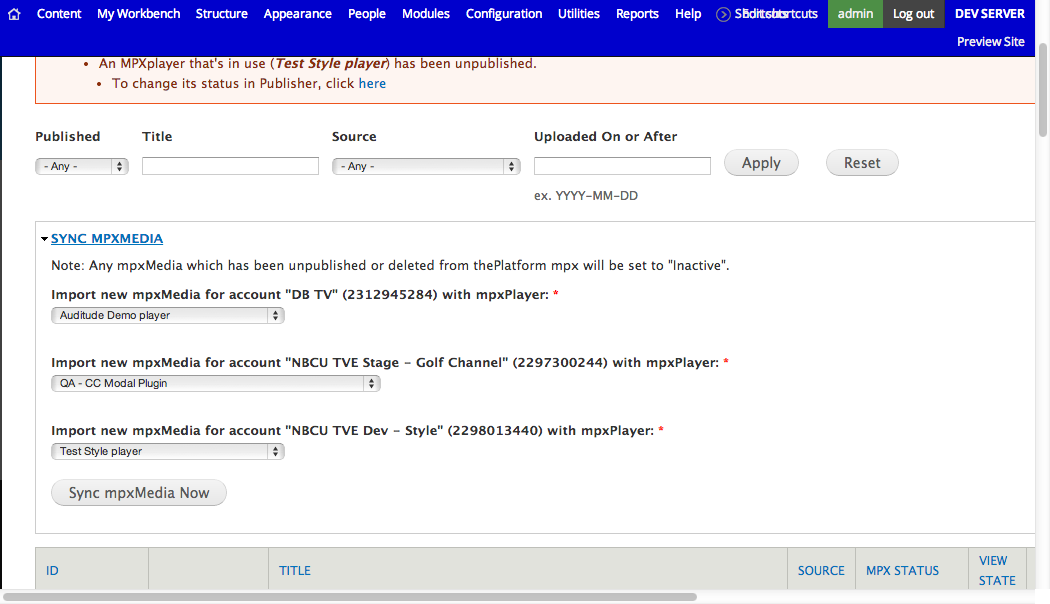 Content My Workbench Structure Appearance People Modules Configuration Utilities Reports Help admin Log out DEV SERVER
Preview Site
An MPXplayer that's in use (Test Style player) has been unpublished.
To change its status in Publisher, click here
Published Title Source Uploaded On or After
- Any - - Any - Apply Reset
ex. YYYY-MM-DD
SYNC MPXMEDIA
Note: Any mpxMedia which has been unpublished or deleted from thePlatform mpx will be set to "Inactive".
Import new mpxMedia for account "DB TV" (2312945284) with mpxPlayer: *
Auditude Demo player
Import new mpxMedia for account "NBCU TVE Stage - Golf Channel" (2297300244) with mpxPlayer: *
QA - CC Modal Plugin
Import new mpxMedia for account "NBCU TVE Dev - Style" (2298013440) with mpxPlayer: *
Test Style player
Sync mpxMedia Now
ID TITLE SOURCE MPX STATUS VIEW
STATE